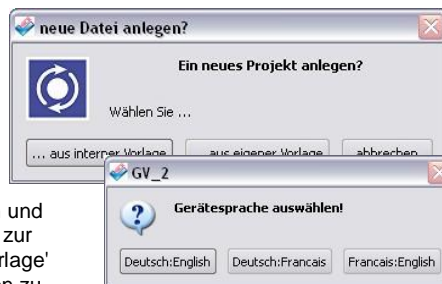 neue Datei anlegen?
Ein neues Projekt anlegen?
Wählen Sie ...
... aus interner Vorlage
aus eigener Vorlage
abbrechen
GV_2
Gerätesprache auswählen!
Deutsch:English
Deutsch:Francais
Francais:English
und
zur
rlage'
n zu